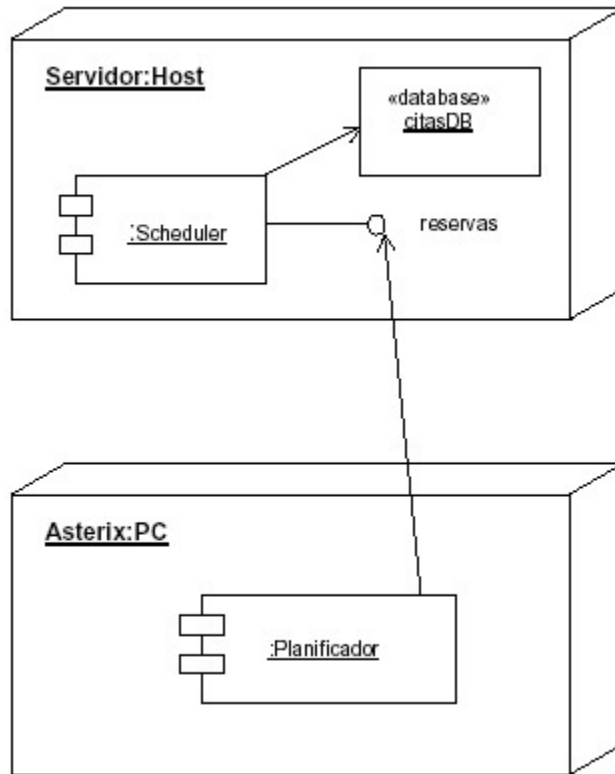 Servidor:Host
«database»
citasDB
:Scheduler
reservas
Asterix:PC
:Planificador